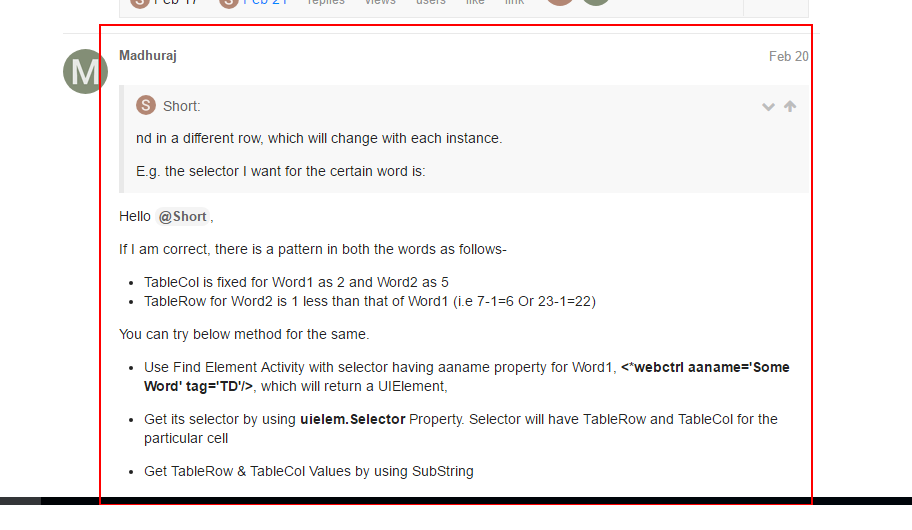 S Feb 17 S Feb 21 replies views users like link
Madhuraj Feb 20
M
S Short:
nd in a different row, which will change with each instance.
E.g. the selector I want for the certain word is:
Hello @Short ,
If I am correct, there is a pattern in both the words as follows-
• TableCol is fixed for Word1 as 2 and Word2 as 5
• TableRow for Word2 is 1 less than that of Word1 (i.e 7-1=6 Or 23-1=22)
You can try below method for the same.
• Use Find Element Activity with selector having aaname property for Word1, <*webctrl aaname='Some
Word' tag='TD'/>, which will return a UIElement,
• Get its selector by using uielem.Selector Property. Selector will have TableRow and TableCol for the
particular cell
• Get TableRow & TableCol Values by using SubString